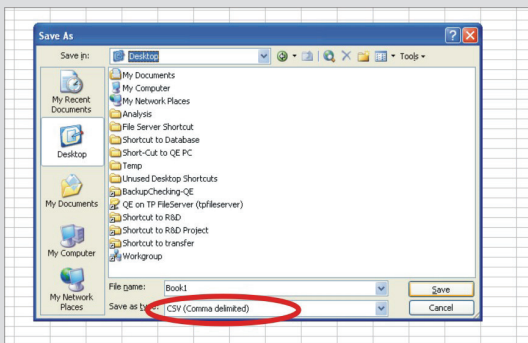 Save As
Save in:
Desktop
Tools
My Recent
Documents
Desktop
My Documents
My Computer
My Network
Places
My Documents
My Computer
My Network Places
Analysis
File Server Shortcut
Shortcut to Database
Short-Cut to QE PC
Temp
Unused Desktop Shortcuts
BackupChecking-QE
QE on TP FileServer (tpfileserver)
Shortcut to R&D
Shortcut to R&D Project
Shortcut to transfer
Workgroup
File name:
Book1
Save
Save as type:
CSV (Comma delimited)
Cancel